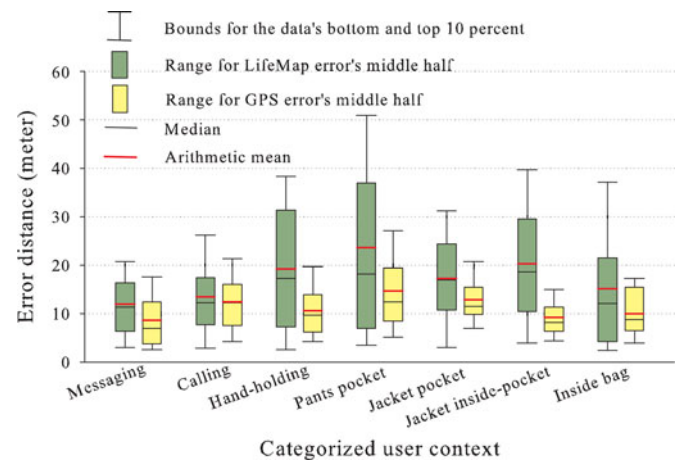 Bounds for the data's bottom and top 10 percent
Range for LifeMap error's middle half
Range for GPS error's middle half
Median
Arithmetic mean
Error distance (meter)
60
50
40
30
20
10
0
Messaging
Calling
Hand-holding
Pants pocket
Jacket pocket
Jacket inside-pocket
Inside bag
Categorized user context